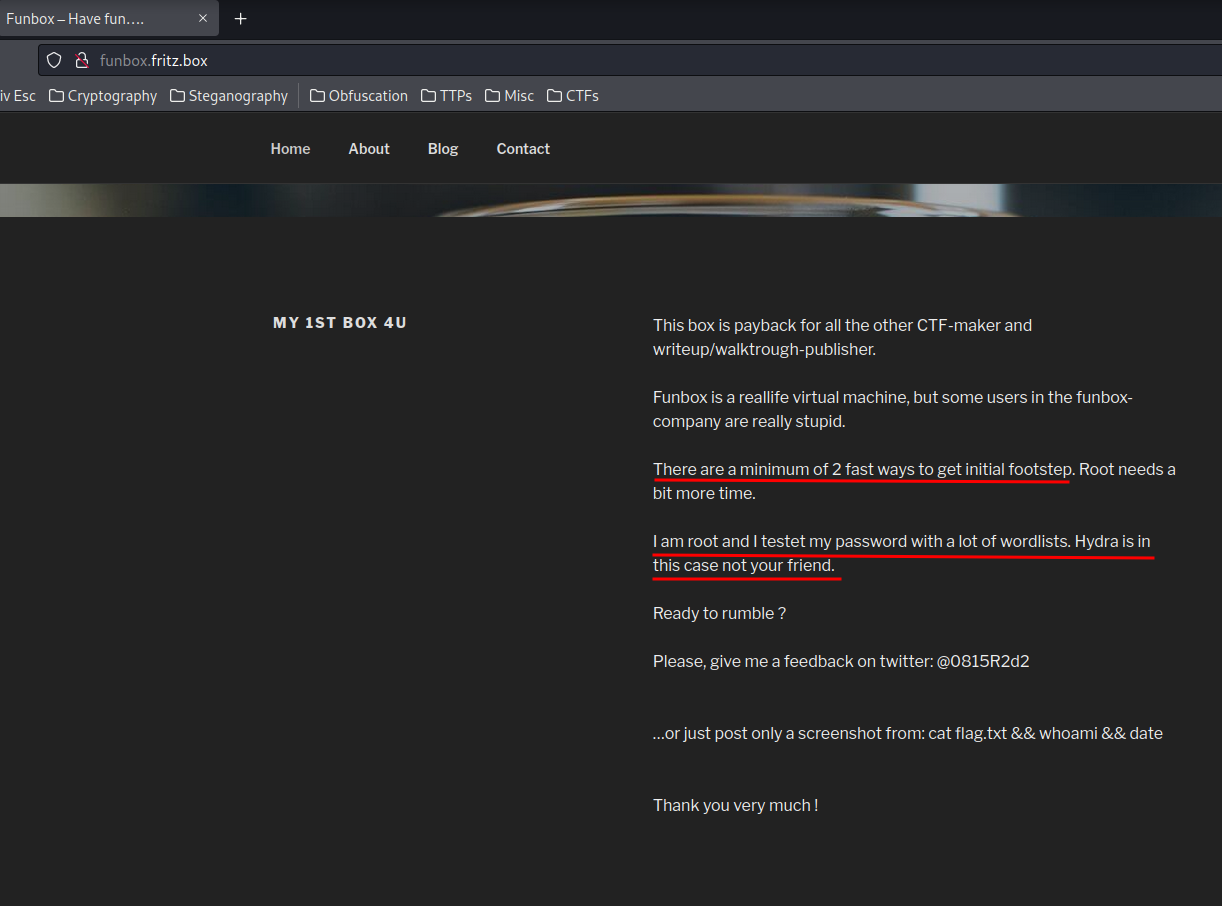 Funbox – Have fun….
funbox.fritz.box
iv Esc
Cryptography
Steganography
Obfuscation
TTPs
Misc
CTFs
Home
About
Blog
Contact
MY 1ST BOX 4U
This box is payback for all the other CTF-maker and
writeup/walktrough-publisher.
Funbox is a reallife virtual machine, but some users in the funbox-
company are really stupid.
There are a minimum of 2 fast ways to get initial footstep. Root needs a
bit more time.
I am root and I testet my password with a lot of wordlists. Hydra is in
this case not your friend.
Ready to rumble ?
Please, give me a feedback on twitter: @0815R2d2
…or just post only a screenshot from: cat flag.txt && whoami && date
Thank you very much !